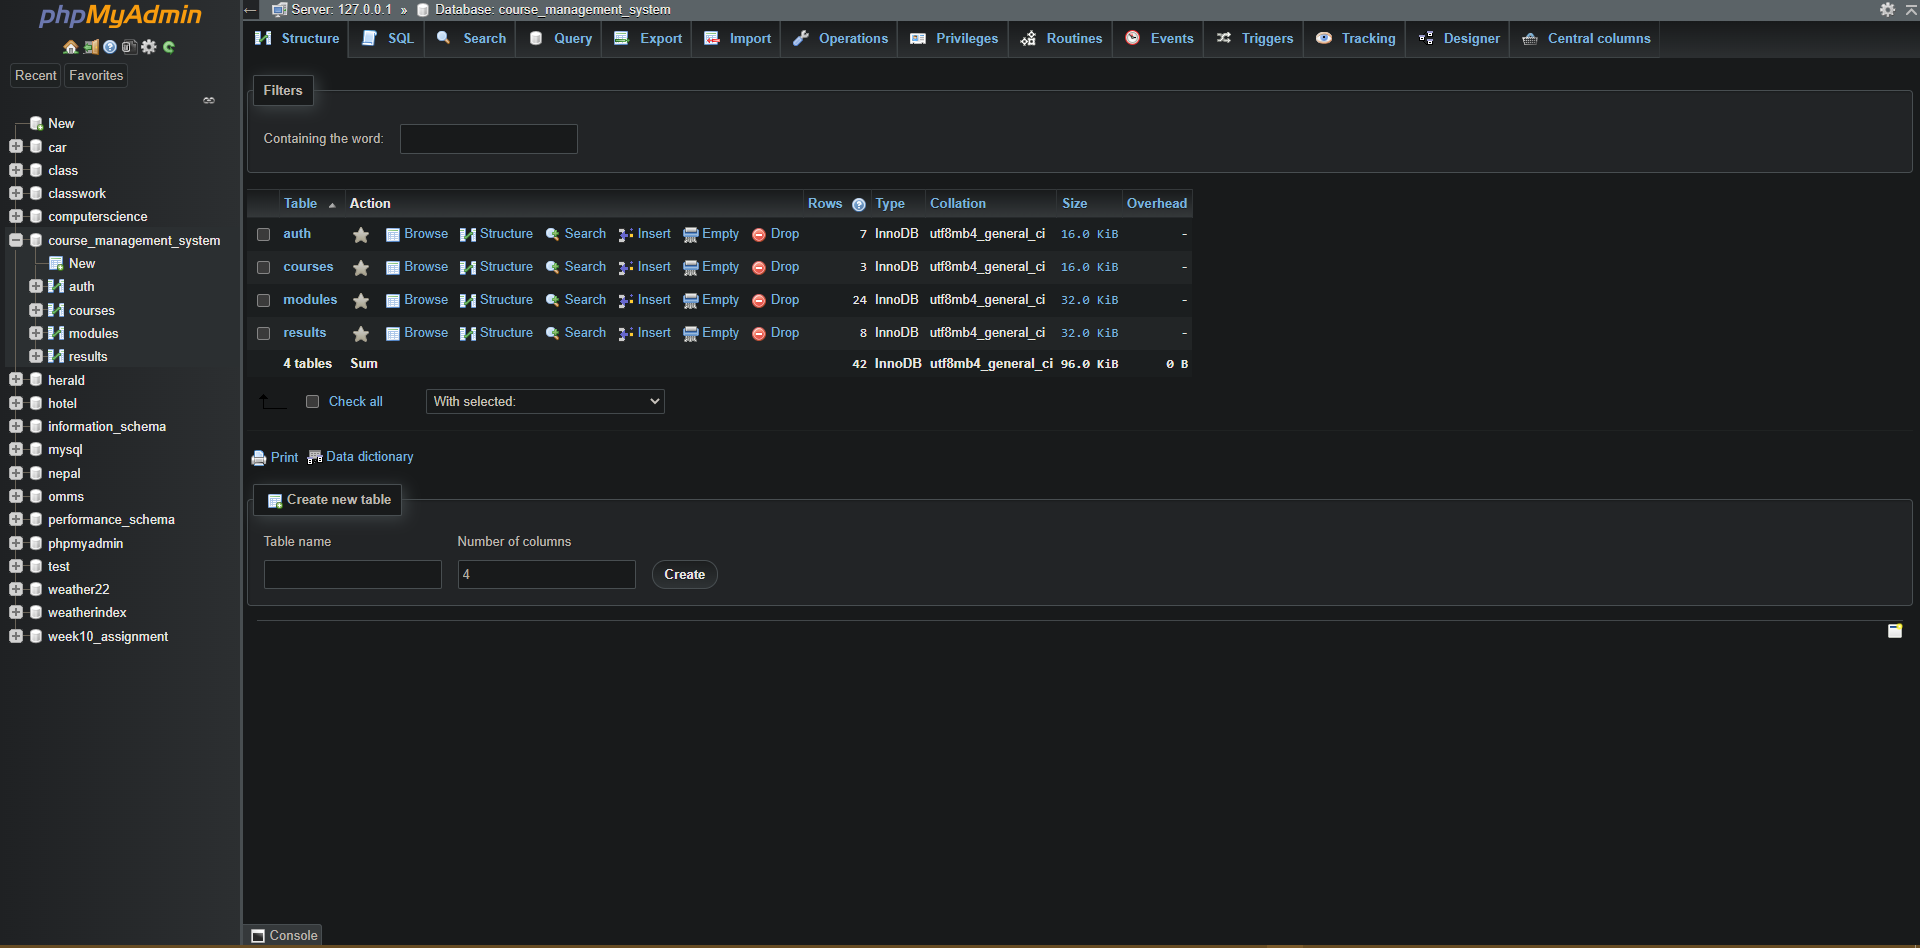 phpMyAdmin
Recent Favorites
New
car
class
classwork
computerscience
course_management_system
New
auth
courses
modules
results
herald
hotel
information_schema
mysql
nepal
omms
performance_schema
phpmyadmin
test
weather22
weatherindex
week10_assignment
Server: 127.0.0.1 » Database: course_management_system
Structure SQL Search Query Export Import Operations Privileges Routines Events Triggers Tracking Designer Central columns
Filters
Containing the word:
Table Action Rows Type Collation Size Overhead
auth Browse Structure Search Insert Empty Drop 7 InnoDB utf8mb4_general_ci 16.0 KiB -
courses Browse Structure Search Insert Empty Drop 3 InnoDB utf8mb4_general_ci 16.0 KiB -
modules Browse Structure Search Insert Empty Drop 24 InnoDB utf8mb4_general_ci 32.0 KiB -
results Browse Structure Search Insert Empty Drop 8 InnoDB utf8mb4_general_ci 32.0 KiB -
4 tables Sum 42 InnoDB utf8mb4_general_ci 96.0 KiB 0 B
Check all With selected:
Print Data dictionary
Create new table
Table name Number of columns
4 Create
Console